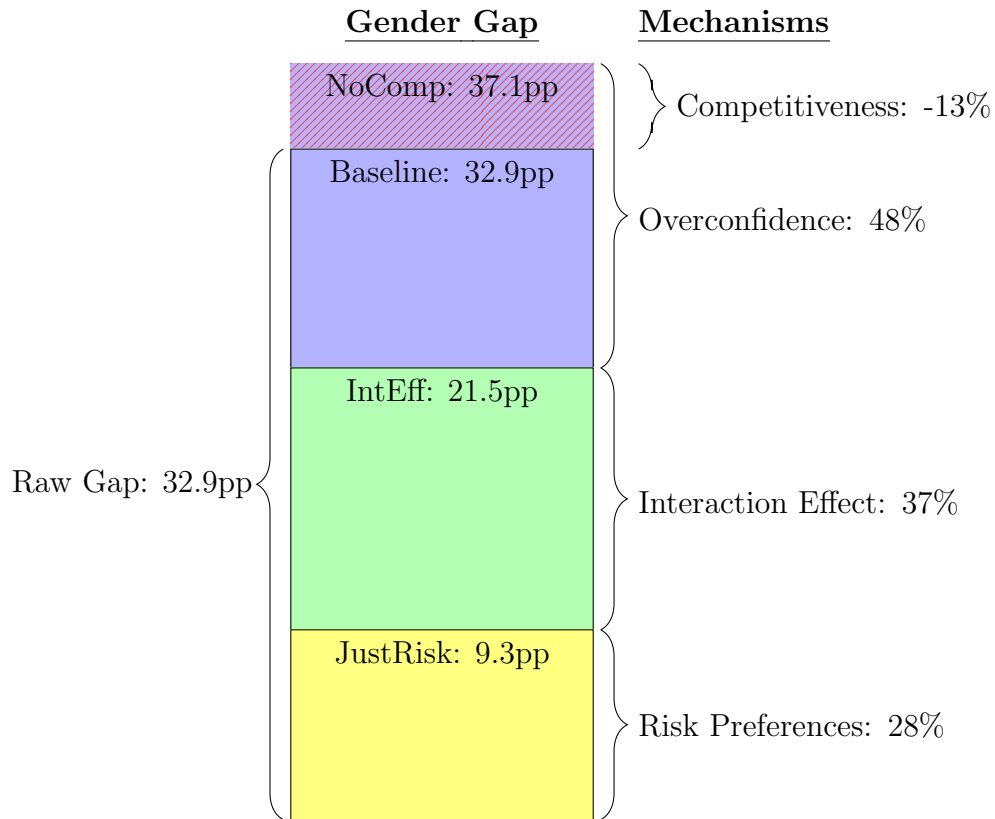 Gender Gap
Mechanisms
NoComp: 37.1pp
Competitiveness: -13%
Baseline: 32.9pp
Overconfidence: 48%
IntEff: 21.5pp
Raw Gap: 32.9pp
Interaction Effect: 37%
JustRisk: 9.3pp
Risk Preferences: 28%